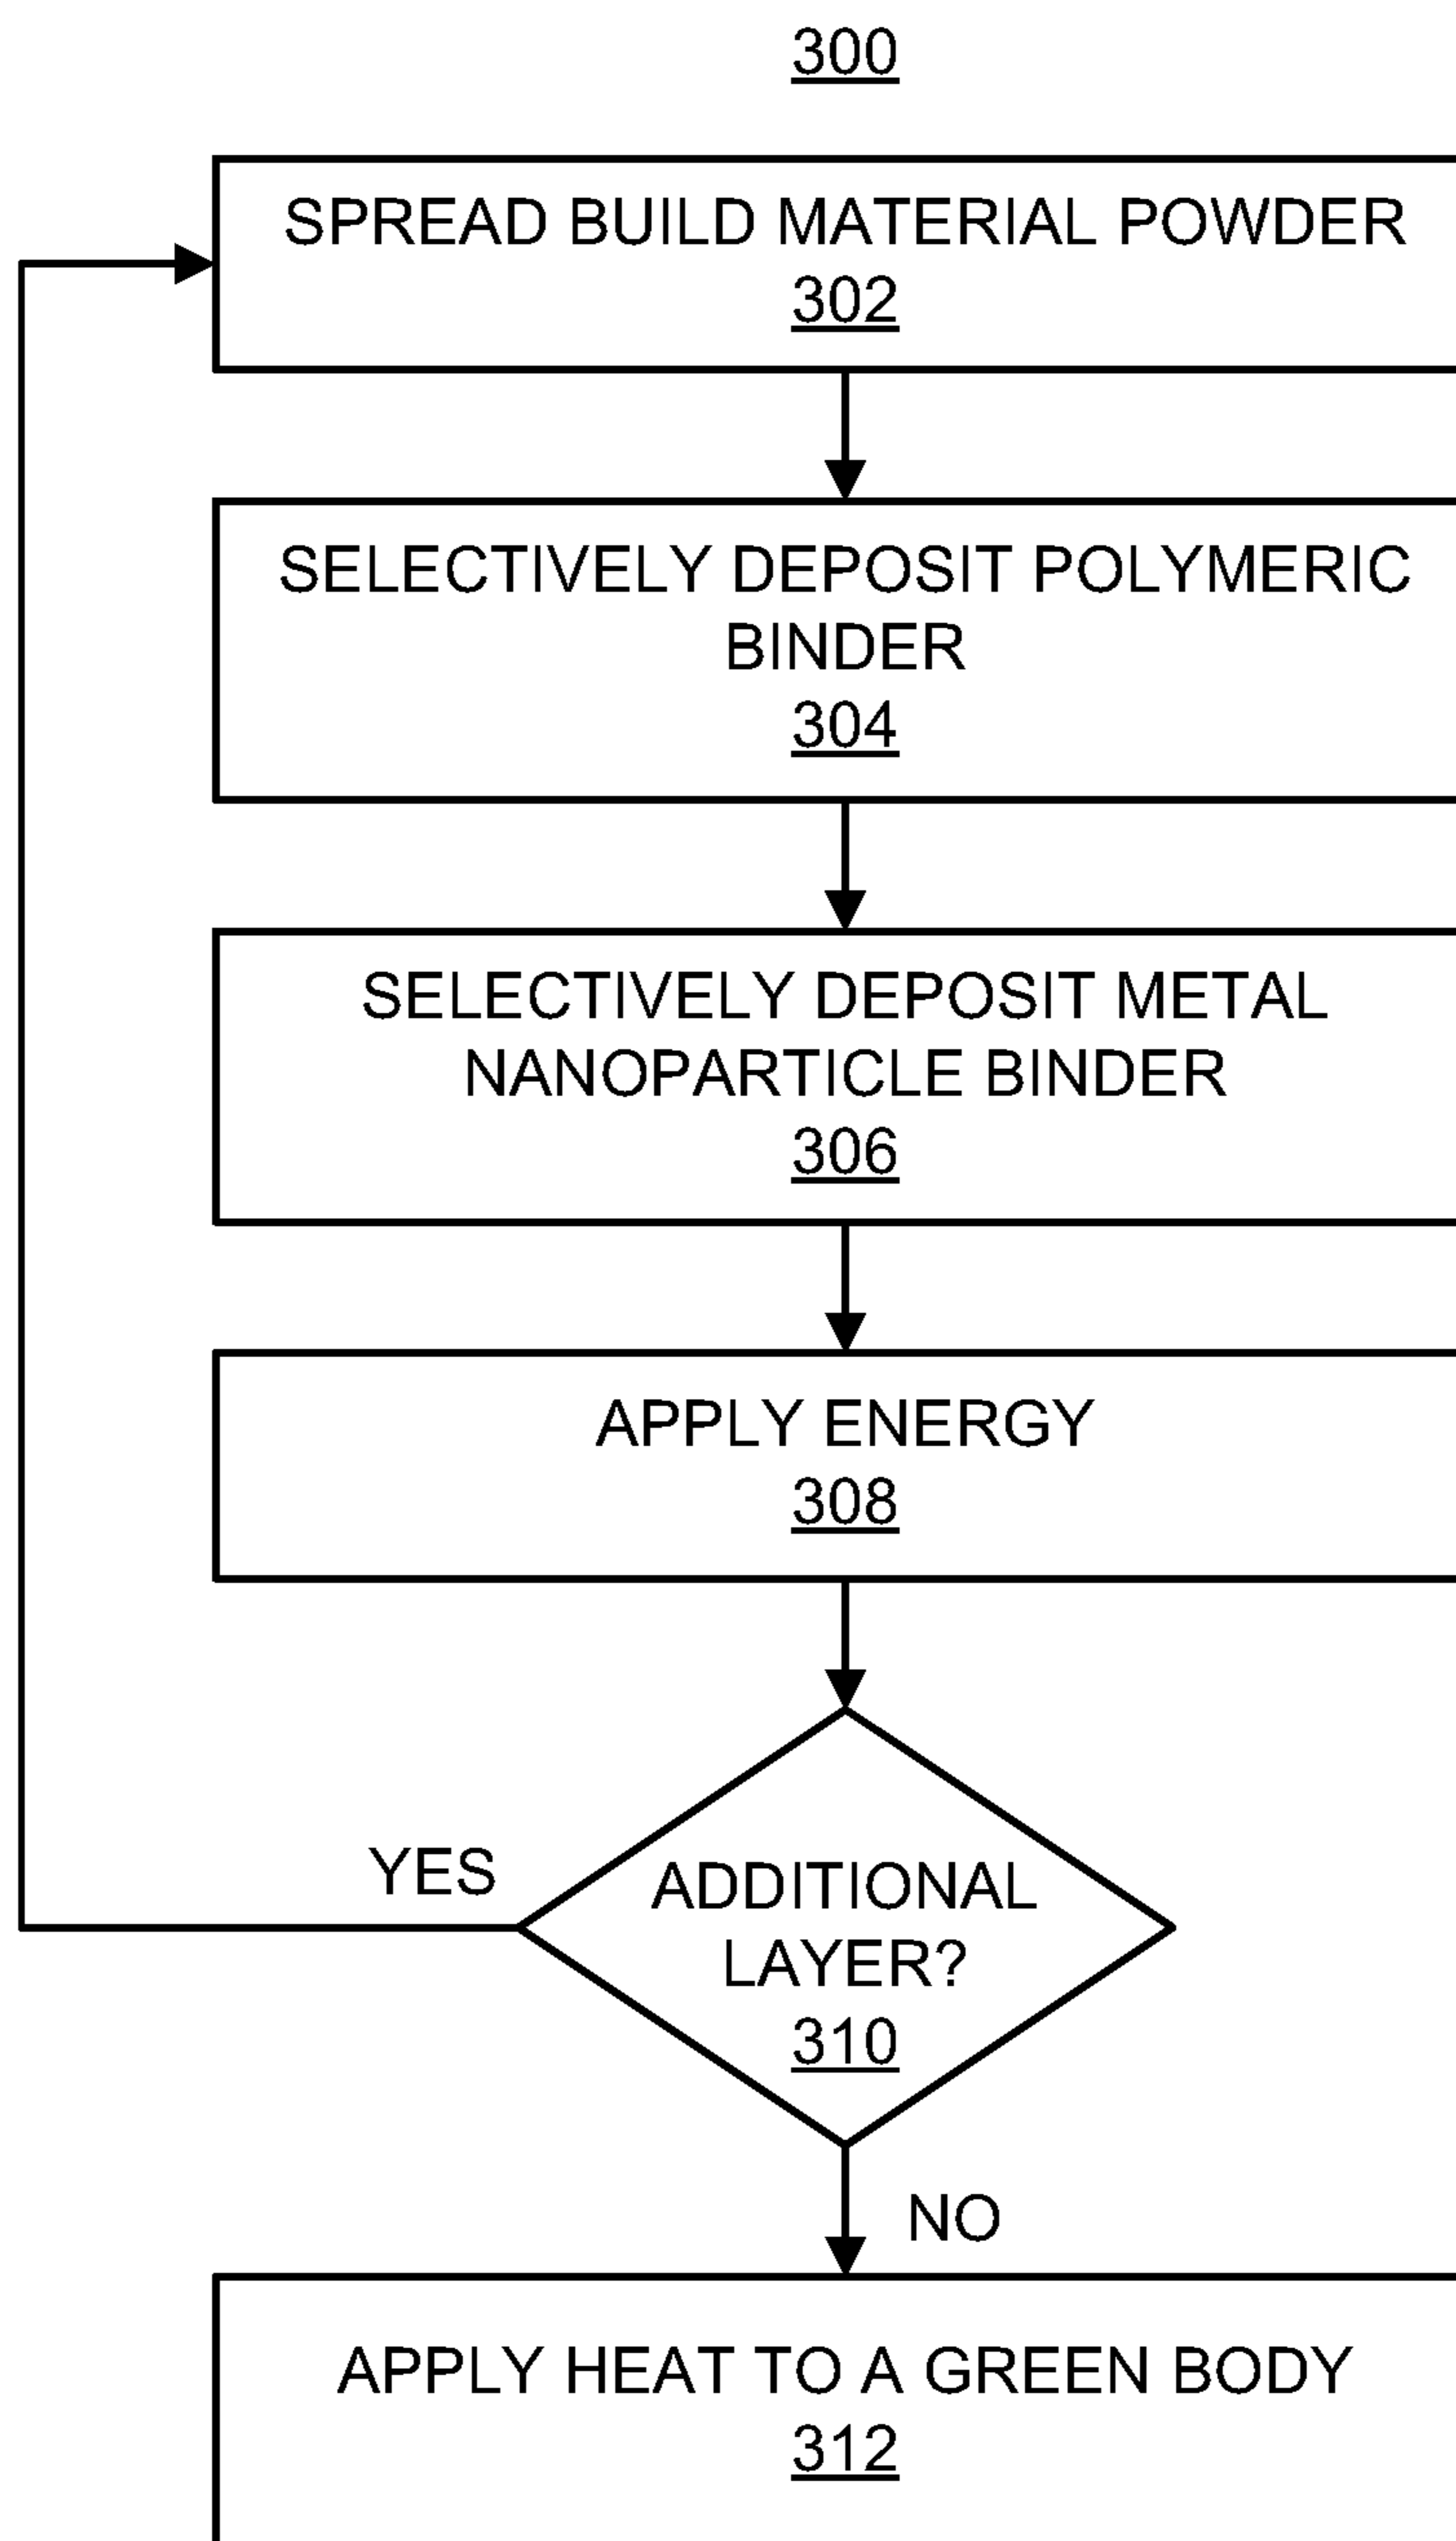 300
SPREAD BUILD MATERIAL POWDER
302
SELECTIVELY DEPOSIT POLYMERIC
BINDER
304
SELECTIVELY DEPOSIT METAL
NANOPARTICLE BINDER
306
APPLY ENERGY
308
YES
ADDITIONAL
LAYER?
310
NO
APPLY HEAT TO A GREEN BODY
312